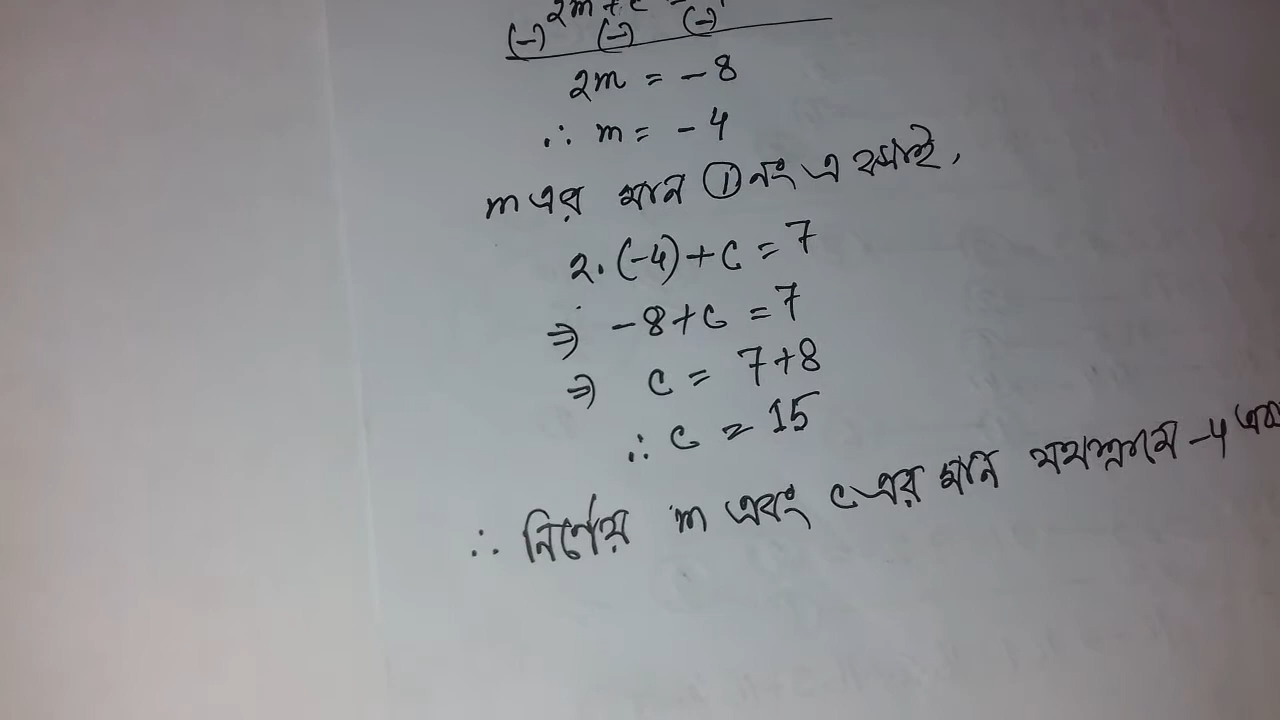 2m + c
(-) (-) (-)
2m = - 8
∴ m = - 4
m এর মান ① নং এ বসাই,
2. (-4) + c = 7
⇒ - 8 + c = 7
⇒ c = 7 + 8
∴ c = 15
∴ নির্ণেয় m এবং c এর মান যথাক্রমে -4